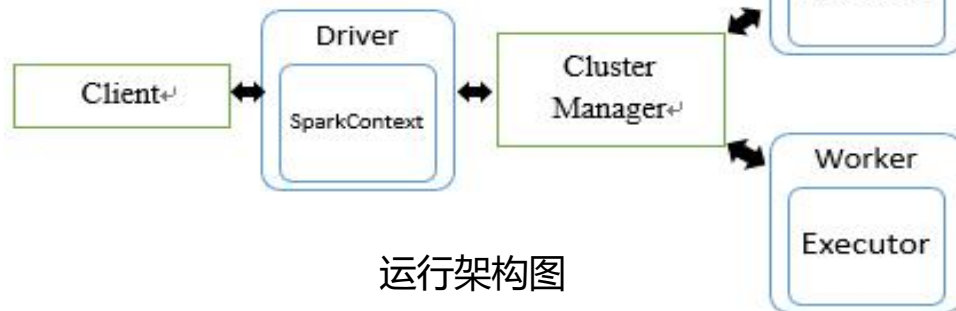 Driver
Client↵
SparkContext
Cluster
Manager↵
Worker
Executor
运行架构图